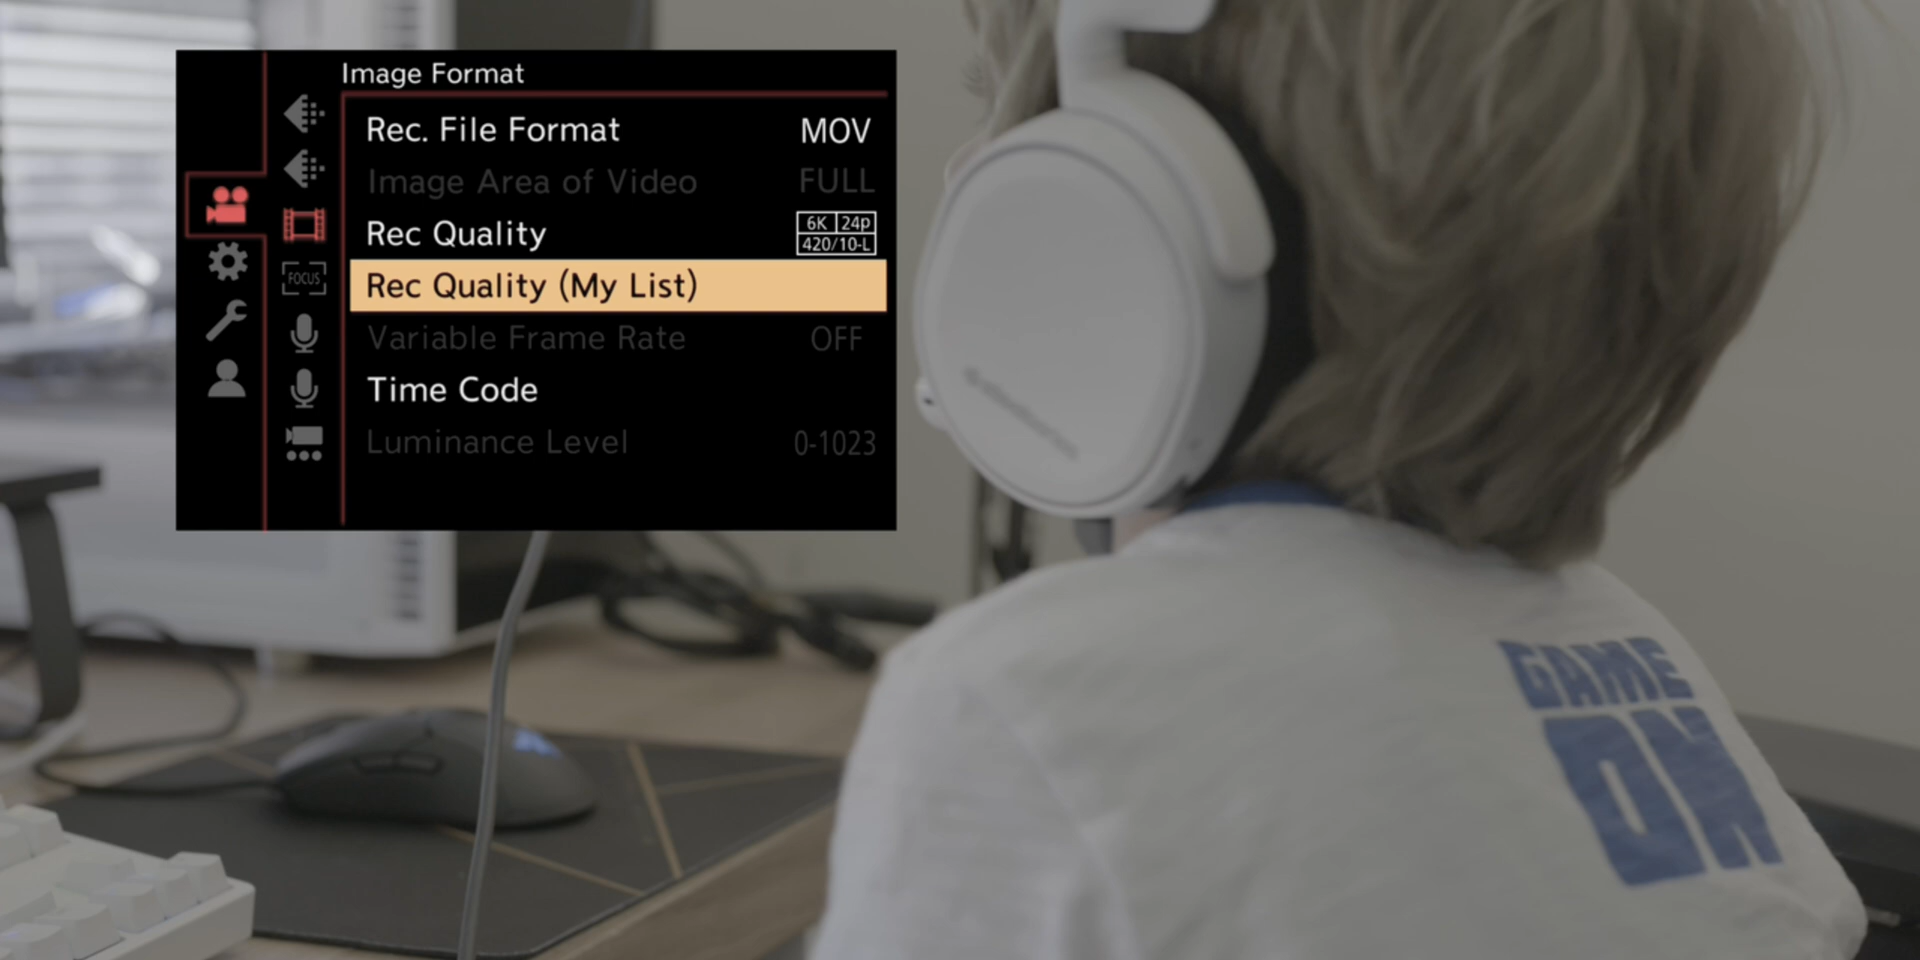 Image Format
Rec. File Format MOV
Image Area of Video FULL
Rec Quality 6K 24p 420/10-L
Rec Quality (My List)
Variable Frame Rate OFF
Time Code
Luminance Level 0-1023
FOCUS
GAME
ON